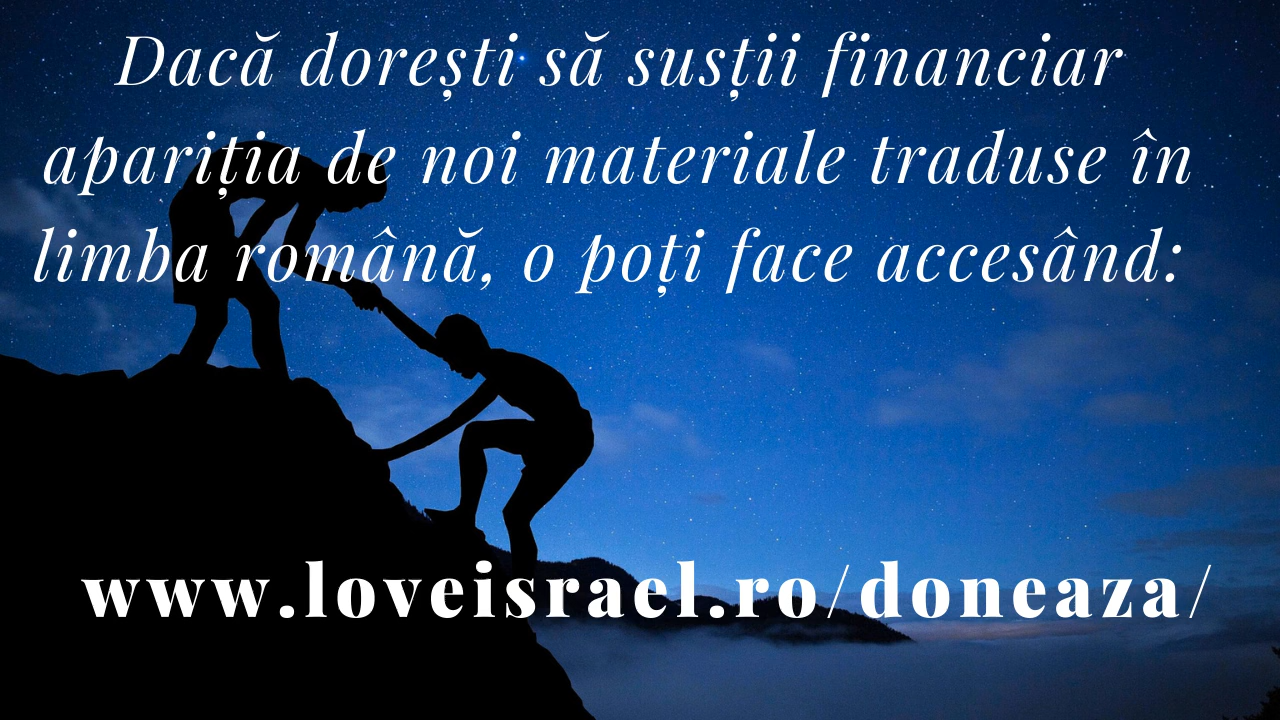 Dacă dorești să susții financiar
apariția de noi materiale traduse în
limba română, o poți face accesând:
www.loveisrael.ro/doneaza/